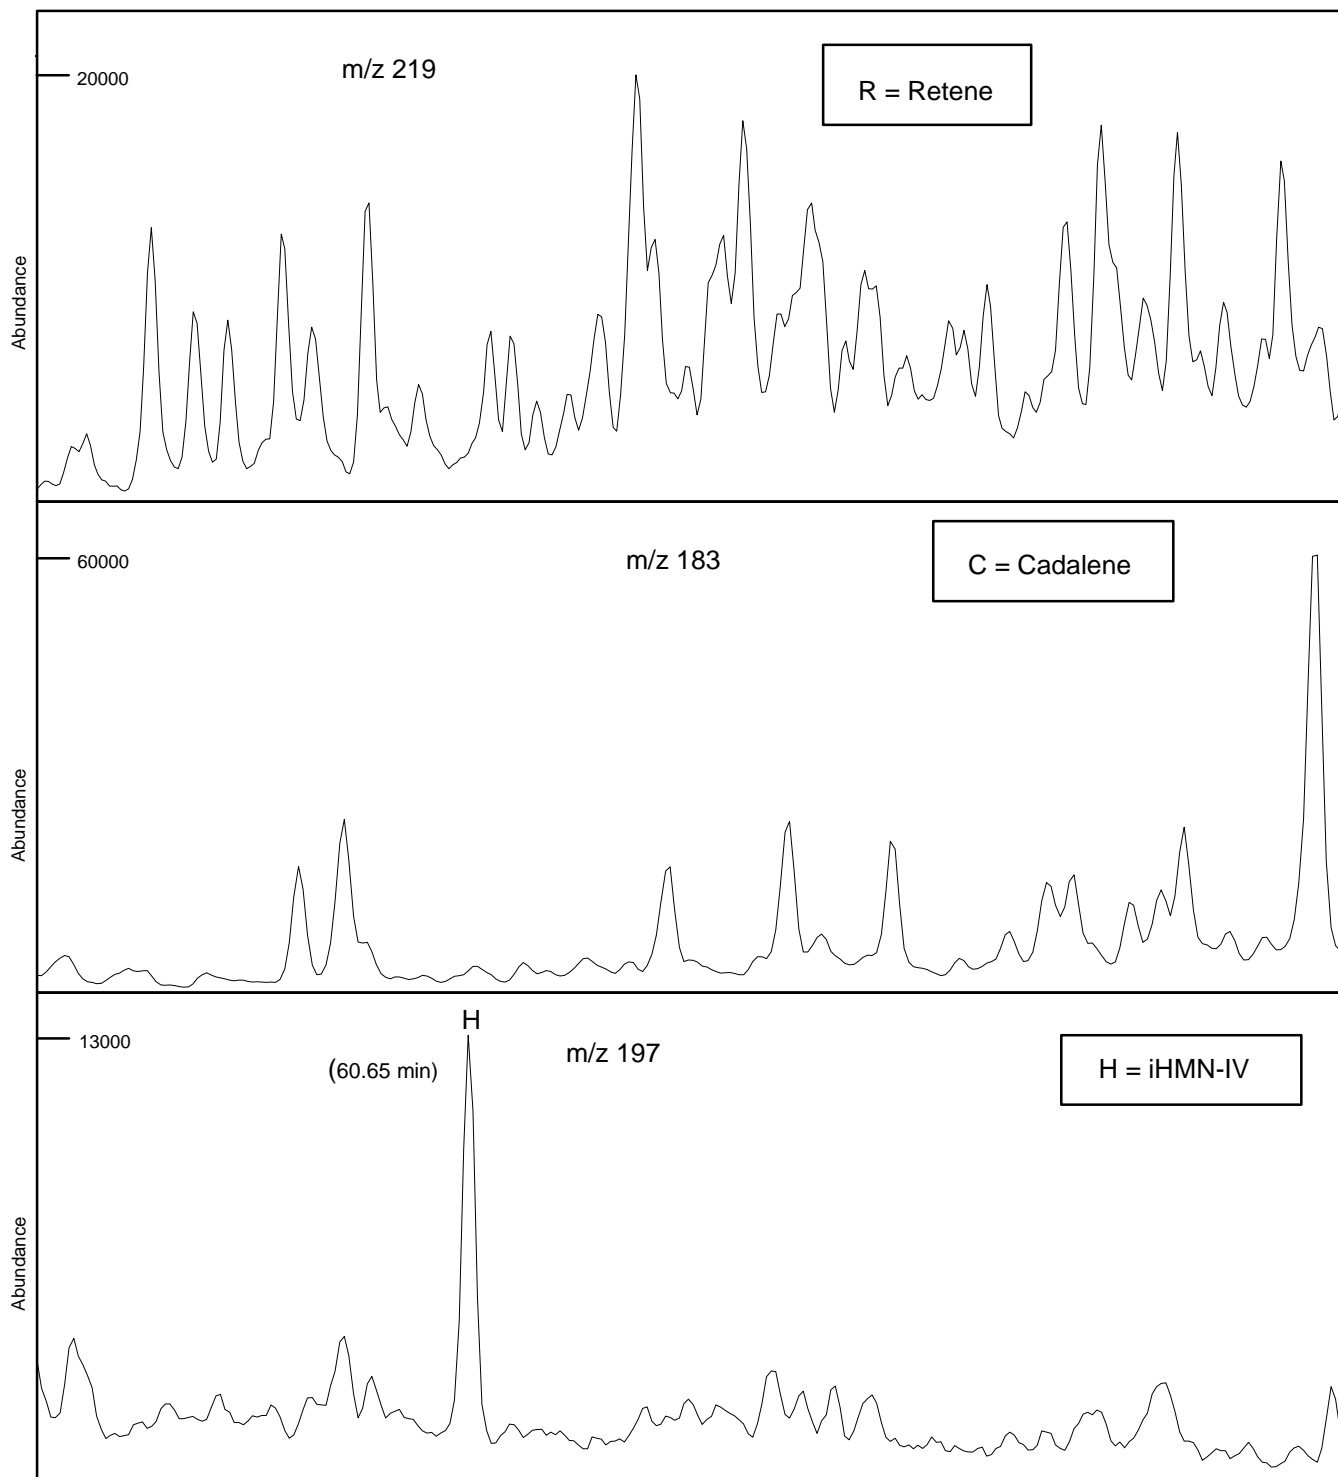 20000
m/z 219
R = Retene
Abundance
60000
m/z 183
C = Cadalene
Abundance
13000
H
(60.65 min)
m/z 197
H = iHMN-IV
Abundance